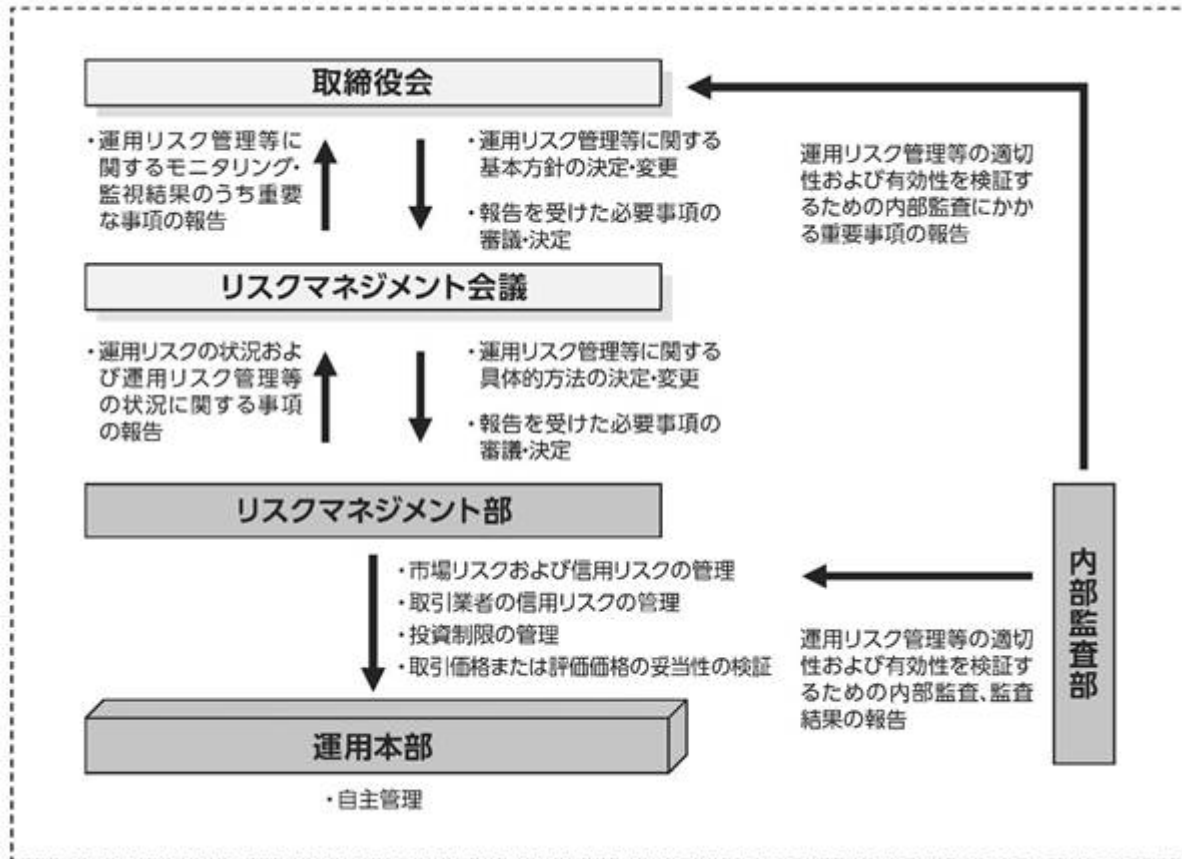 取締役会
・運用リスク管理等に
関するモニタリング・
監視結果のうち重要
な事項の報告
・運用リスク管理等に関する
基本方針の決定・変更
・報告を受けた必要事項の
審議・決定
運用リスク管理等の適切
性および有効性を検証す
るための内部監査にかか
る重要事項の報告
リスクマネジメント会議
・運用リスクの状況およ
び運用リスク管理等
の状況に関する事項
の報告
・運用リスク管理等に関する
具体的方法の決定・変更
・報告を受けた必要事項の
審議・決定
リスクマネジメント部
・市場リスクおよび信用リスクの管理
・取引業者の信用リスクの管理
・投資制限の管理
・取引価格または評価価格の妥当性の検証
運用リスク管理等の適切
性および有効性を検証す
るための内部監査、監査
結果の報告
内部監査部
運用本部
・自主管理